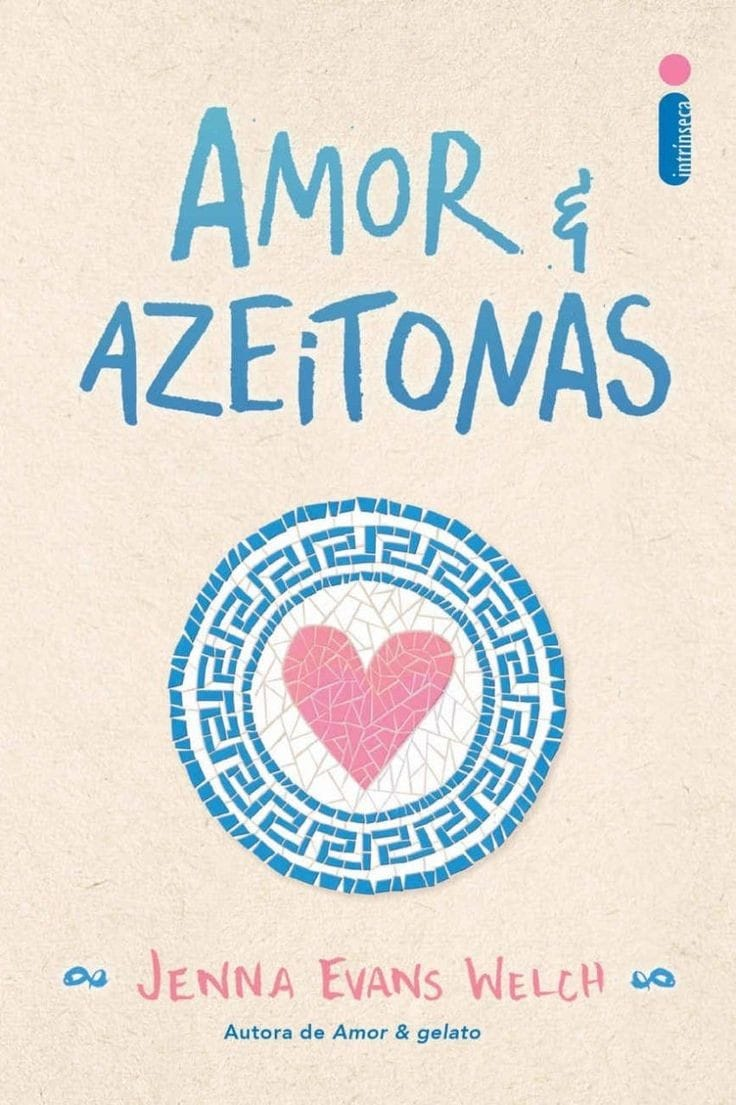 intrínseca
AMOR &
AZEiTONAS
JENNA EVANS WELCH
Autora de Amor & gelato